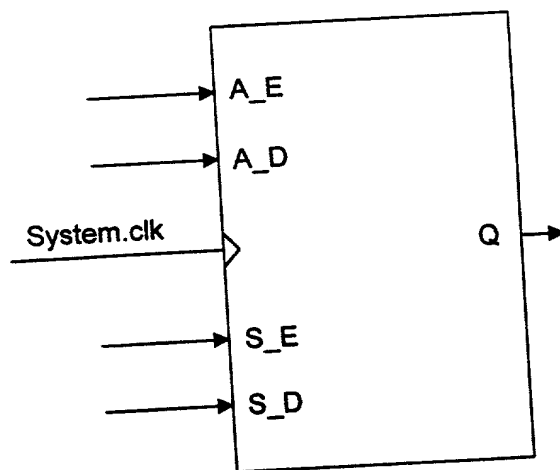 A_E
A_D
System.clk
Q
S_E
S_D